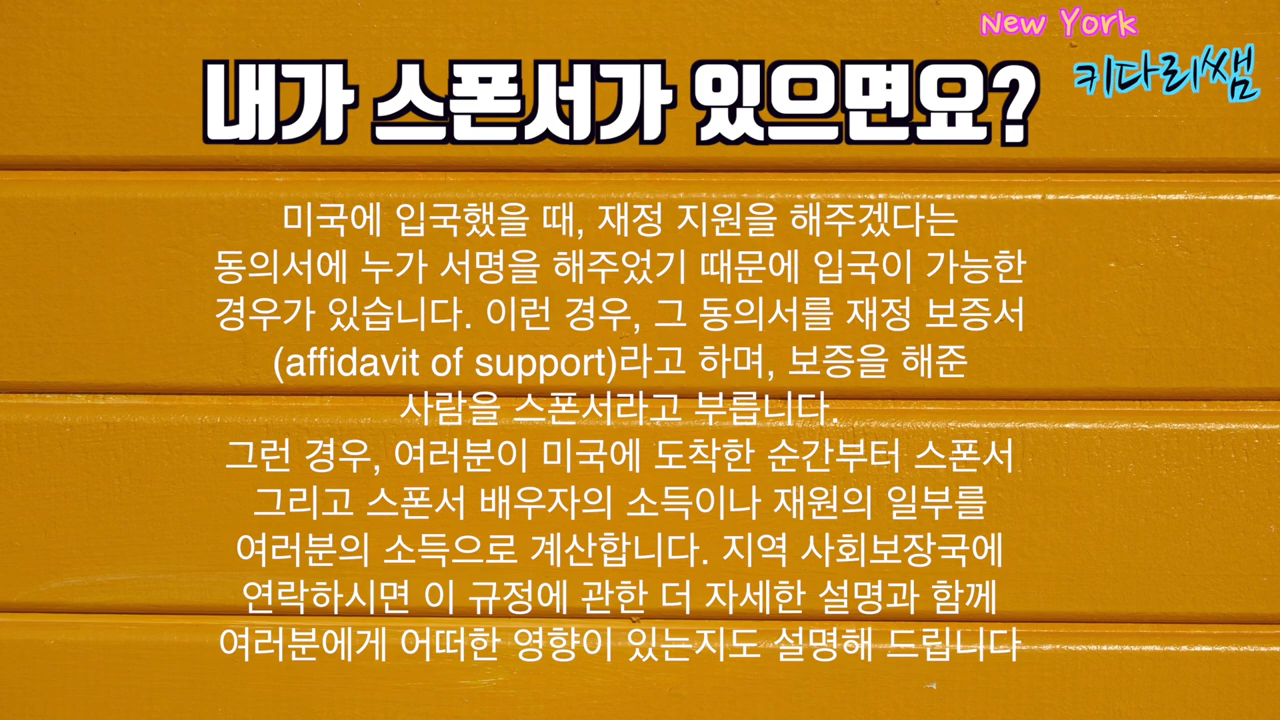 New York
키다리쌤
내가 스폰서가 있으면요?
미국에 입국했을 때, 재정 지원을 해주겠다는
동의서에 누가 서명을 해주었기 때문에 입국이 가능한
경우가 있습니다. 이런 경우, 그 동의서를 재정 보증서
(affidavit of support)라고 하며, 보증을 해준
사람을 스폰서라고 부릅니다.
그런 경우, 여러분이 미국에 도착한 순간부터 스폰서
그리고 스폰서 배우자의 소득이나 재원의 일부를
여러분의 소득으로 계산합니다. 지역 사회보장국에
연락하시면 이 규정에 관한 더 자세한 설명과 함께
여러분에게 어떠한 영향이 있는지도 설명해 드립니다